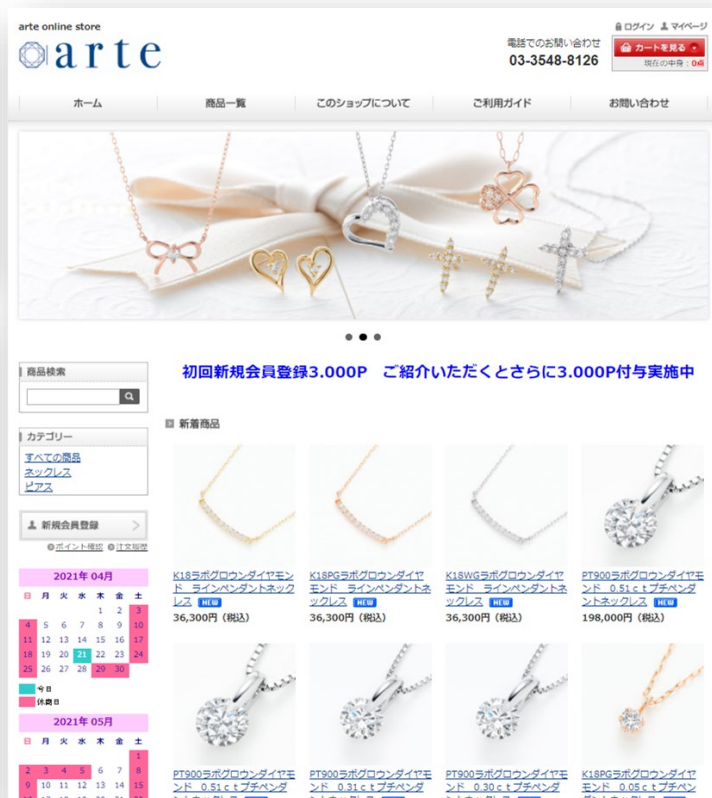 arte online store
arte
ログイン マイページ
電話でのお問い合わせ
03-3548-8126
カートを見る
現在の中身：0点
ホーム 商品一覧 このショップについて ご利用ガイド お問い合わせ
商品検索
初回新規会員登録3.000P ご紹介いただくとさらに3.000P付与実施中
カテゴリー
すべての商品
ネックレス
ピアス
新規会員登録
ポイント確認 注文履歴
新着商品
K18ラボグロウンダイヤモン
ド ラインペンダントネック
レス NEW
36,300円（税込）
K18PGラボグロウンダイヤ
モンド ラインペンダントネ
ックレス NEW
36,300円（税込）
K18WGラボグロウンダイヤ
モンド ラインペンダントネ
ックレス NEW
36,300円（税込）
PT900ラボグロウンダイヤモ
ンド 0.51ｃｔプチペンダ
ントネックレス NEW
198,000円（税込）
2021年 04月
日 月 火 水 木 金 土
1 2 3
4 5 6 7 8 9 10
11 12 13 14 15 16 17
18 19 20 21 22 23 24
25 26 27 28 29 30
今日
休商日
2021年 05月
日 月 火 水 木 金 土
1
2 3 4 5 6 7 8
9 10 11 12 13 14 15
PT900ラボグロウンダイヤモ
ンド 0.51ｃｔプチペンダ
PT900ラボグロウンダイヤモ
ンド 0.31ｃｔプチペンダ
PT900ラボグロウンダイヤモ
ンド 0.30ｃｔプチペンダ
K18PGラボグロウンダイヤ
モンド 0.05ｃｔペンダ